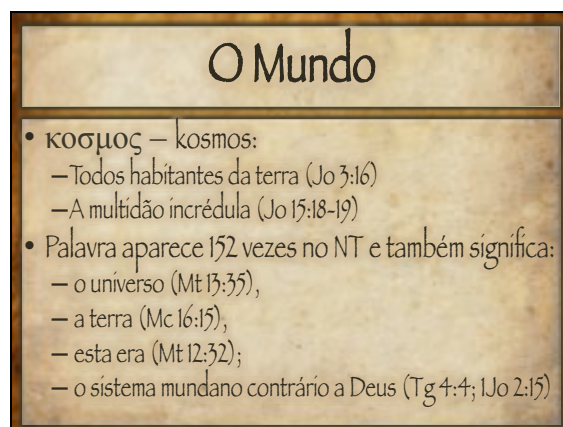 O Mundo
• κοσμος – kosmos:
– Todos habitantes da terra (Jo 3:16)
– A multidão incrédula (Jo 15:18-19)
• Palavra aparece 152 vezes no NT e também significa:
– o universo (Mt 13:35),
– a terra (Mc 16:15),
– esta era (Mt 12:32);
– o sistema mundano contrário a Deus (Tg 4:4; 1Jo 2:15)